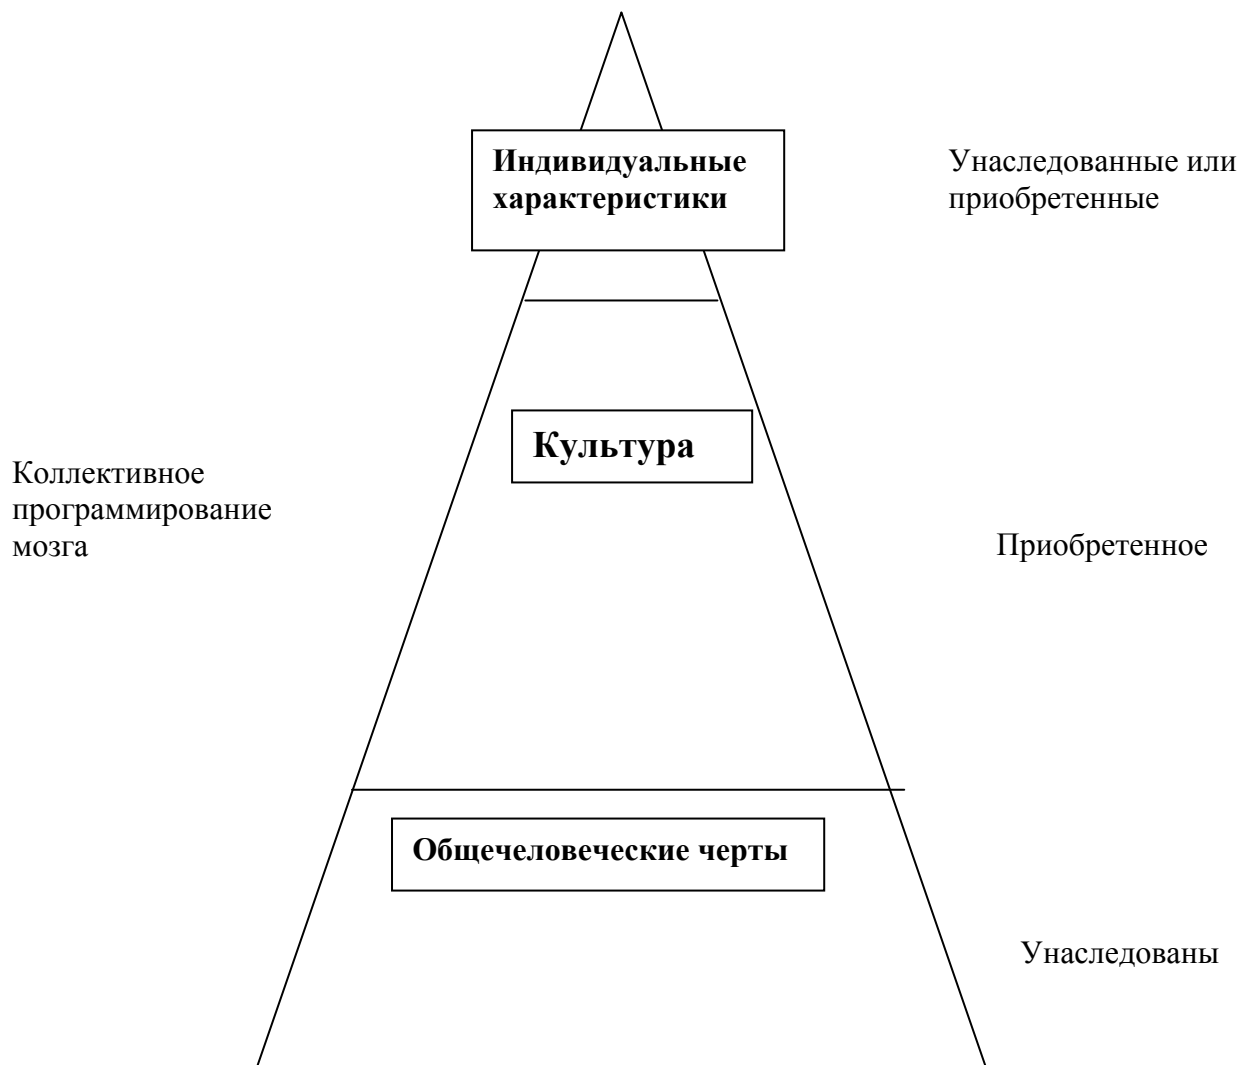 Индивидуальные
характеристики
Унаследованные или
приобретенные
Культура
Коллективное
программирование
мозга
Приобретенное
Общечеловеческие черты
Унаследованы